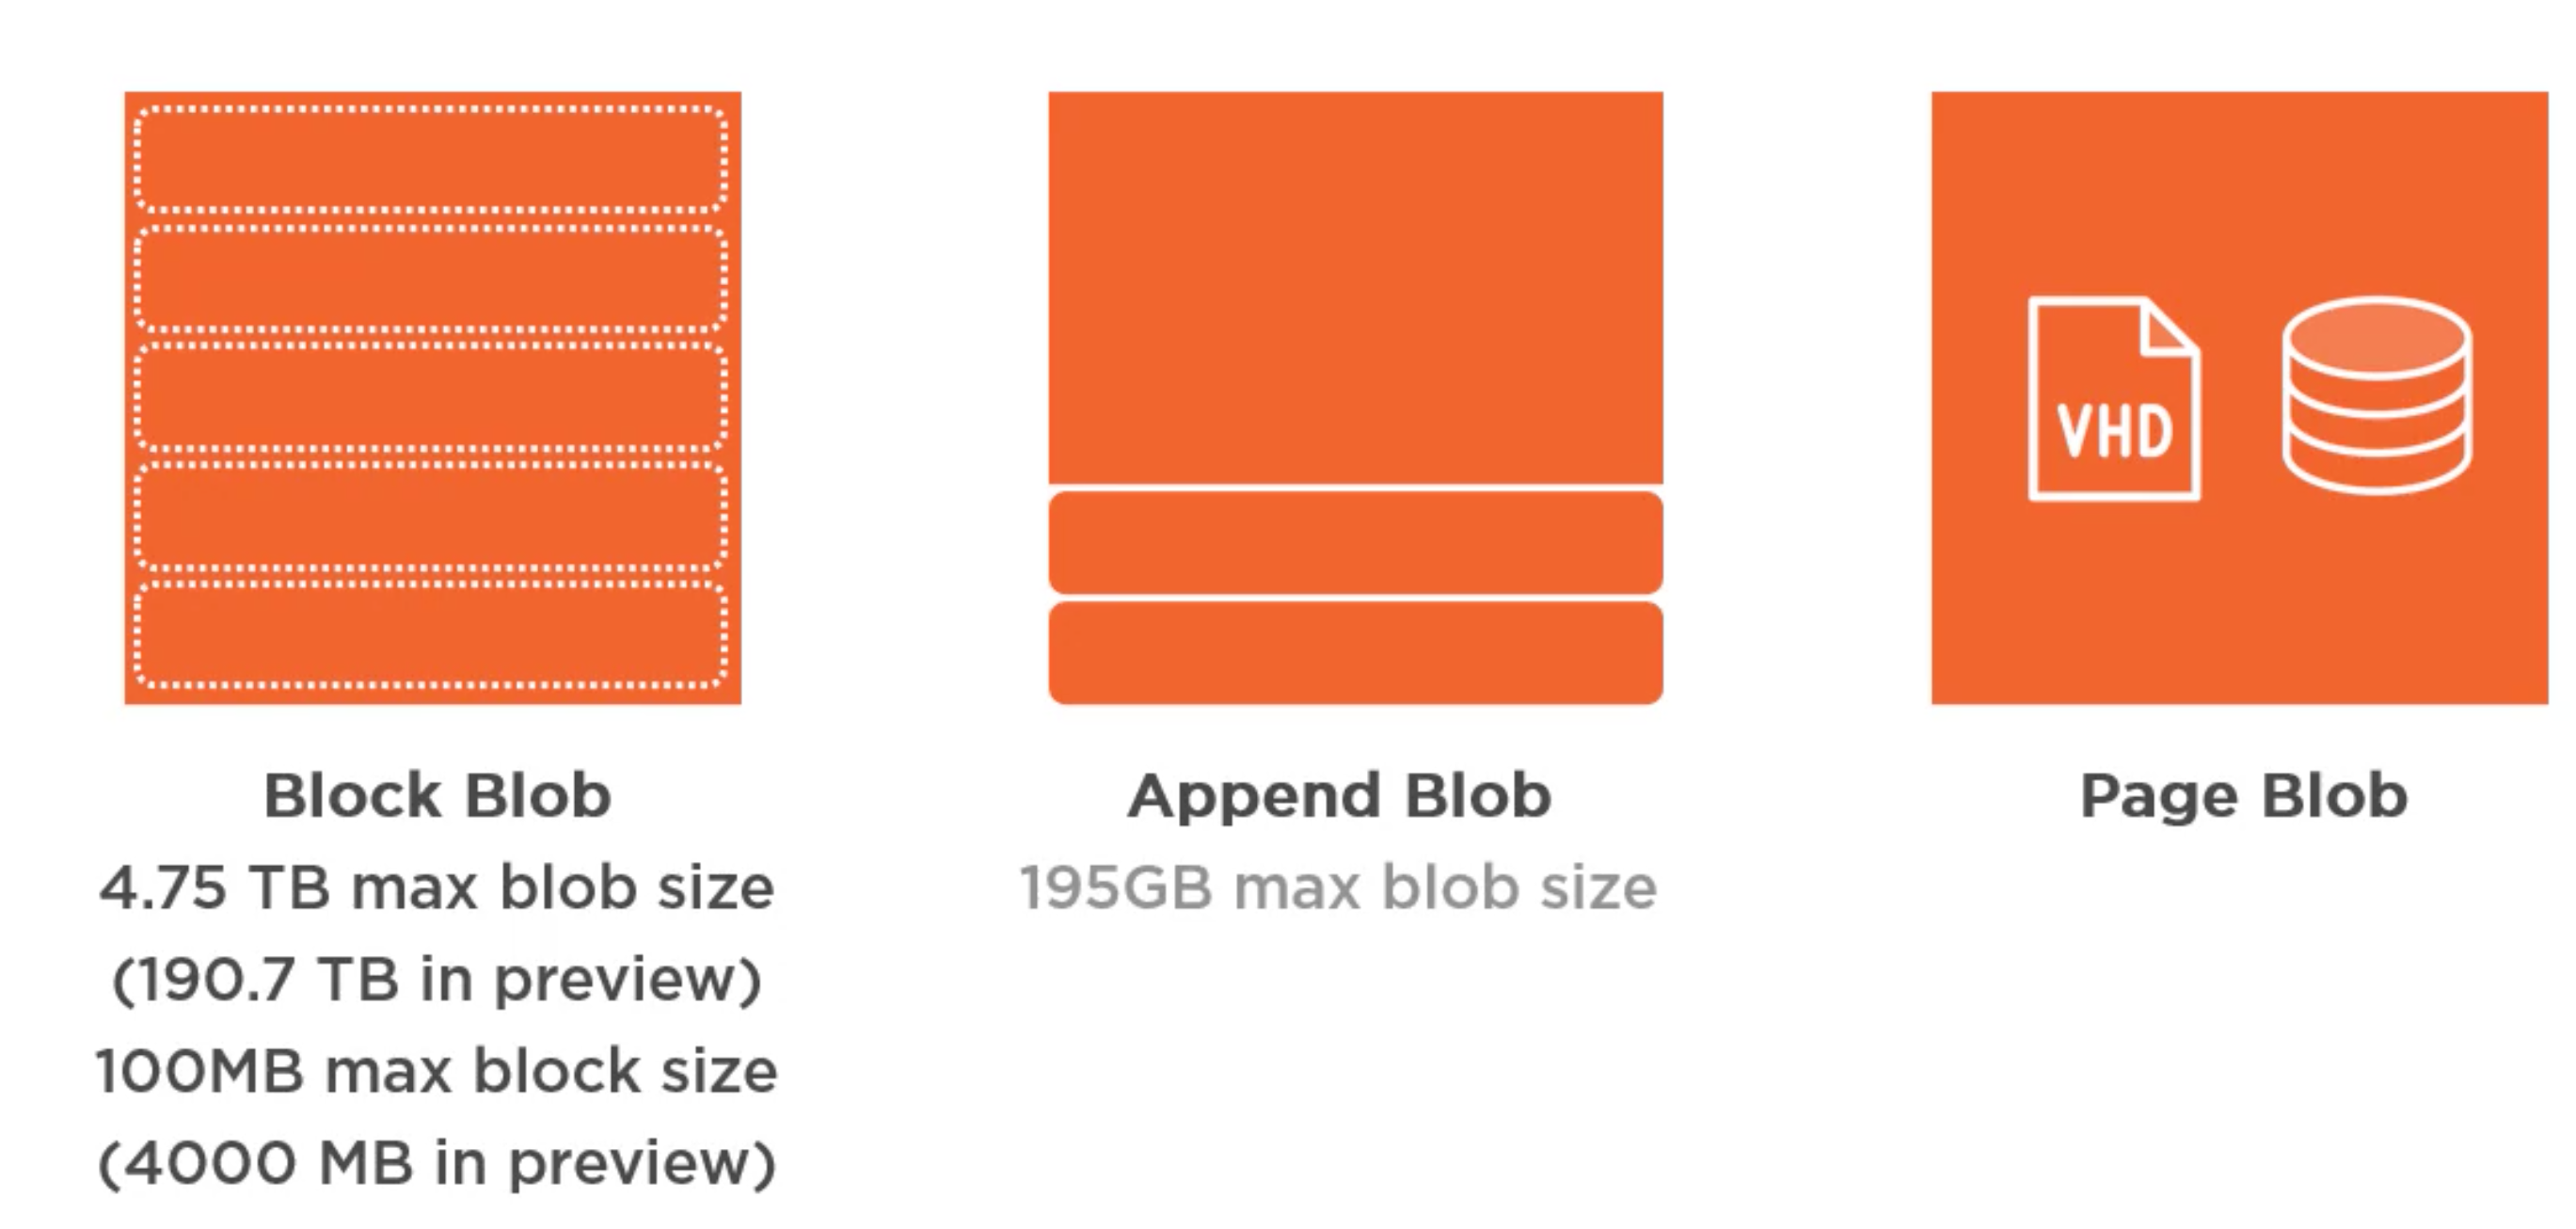 VHD
Block Blob
4.75 TB max blob size
(190.7 TB in preview)
100MB max block size
(4000 MB in preview)
Append Blob
195GB max blob size
Page Blob